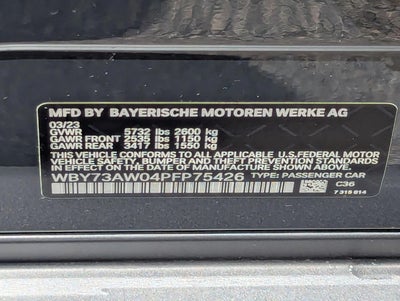 MFD BY BAYERISCHE MOTOREN WERKE AG
03/23
GVWR 5732 lbs 2600 kg
GAWR FRONT 2535 lbs 1150 kg
GAWR REAR 3417 lbs 1550 kg
THIS VEHICLE CONFORMS TO ALL APPLICABLE U.S.FEDERAL MOTOR
VEHICLE SAFETY, BUMPER AND THEFT PREVENTION STANDARDS
IN EFFECT ON THE DATE OF MANUFACTURE SHOWN ABOVE.
WBY73AW04PFP75426 TYPE: PASSENGER CAR
C36
7 319 614